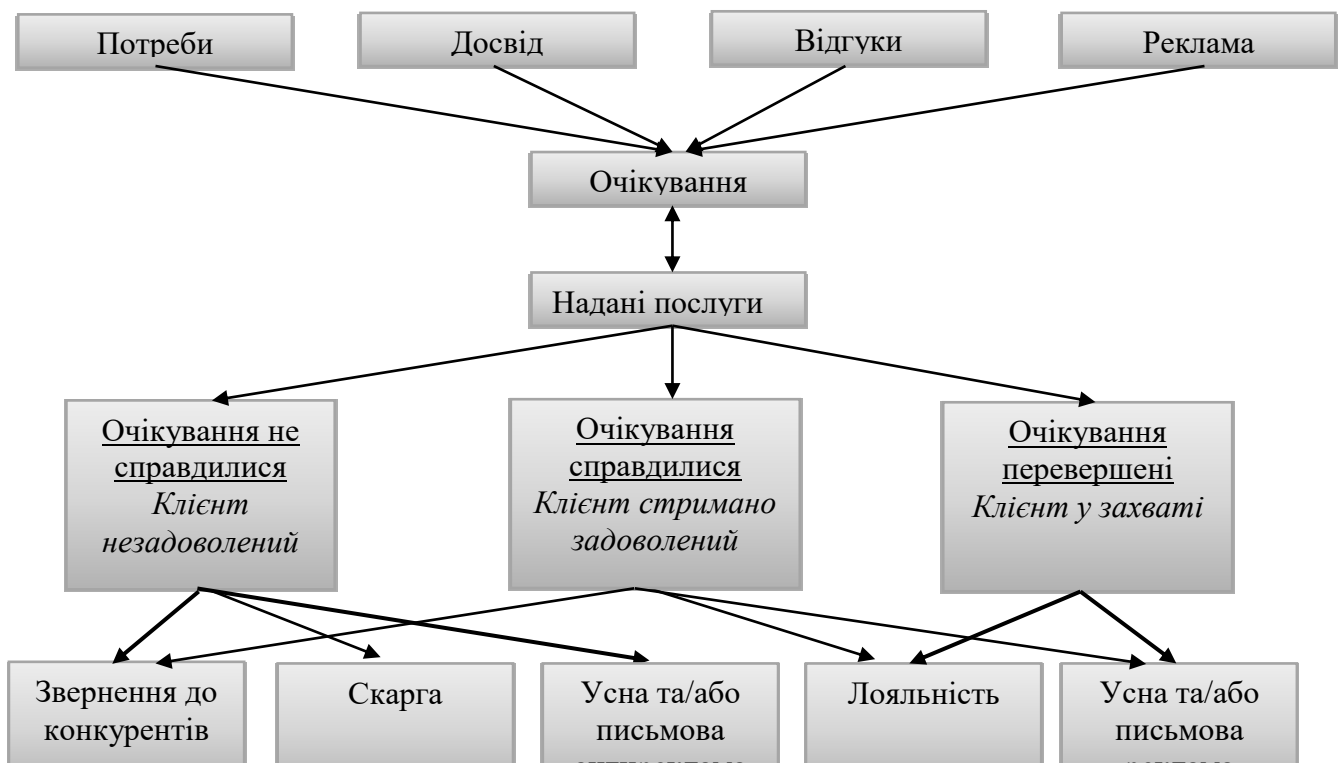 Потреби
Досвід
Відгуки
Реклама
Очікування
Надані послуги
Очікування не
справдилися
Клієнт
незадоволений
Очікування
справдилися
Клієнт стримано
задоволений
Очікування
перевершені
Клієнт у захваті
Звернення до
конкурентів
Скарга
Усна та/або
письмова
Лояльність
Усна та/або
письмова